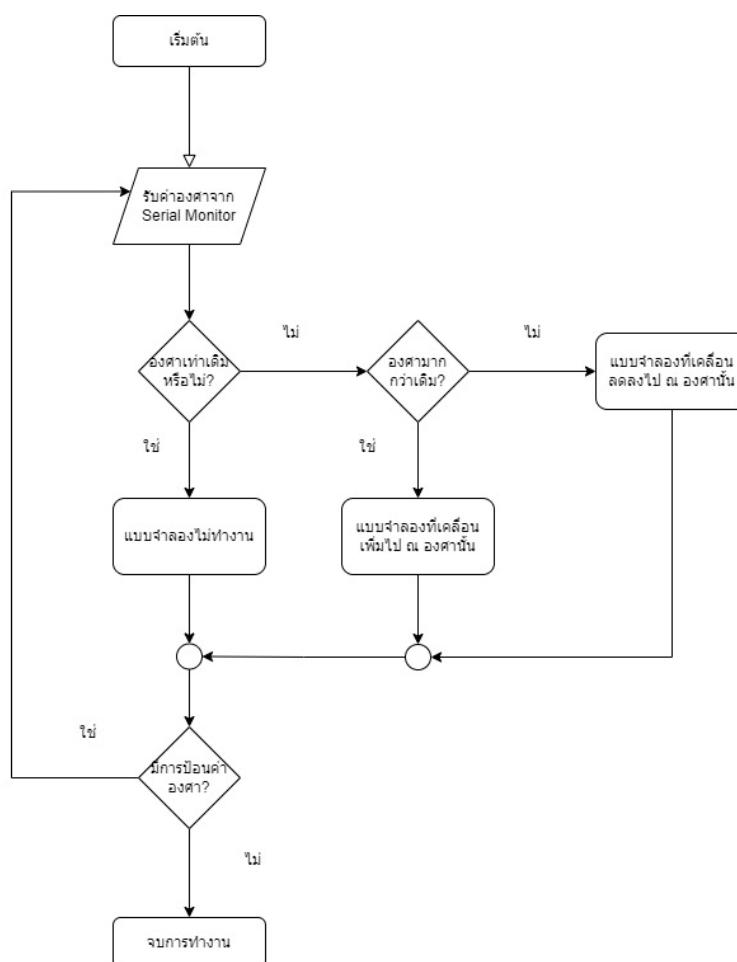 เริ่มต้น
รับค่าองศาจาก
Serial Monitor
องศาเท่าเดิม
หรือไม่?
ไม่
องศามาก
กว่าเดิม?
ไม่
แบบจำลองที่เคลื่อน
ลดลงไป ณ องศานั้น
ใช่
ใช่
แบบจำลองไม่ทำงาน
แบบจำลองที่เคลื่อน
เพิ่มไป ณ องศานั้น
ใช่
มีการป้อนค่า
องศา?
ไม่
จบการทำงาน